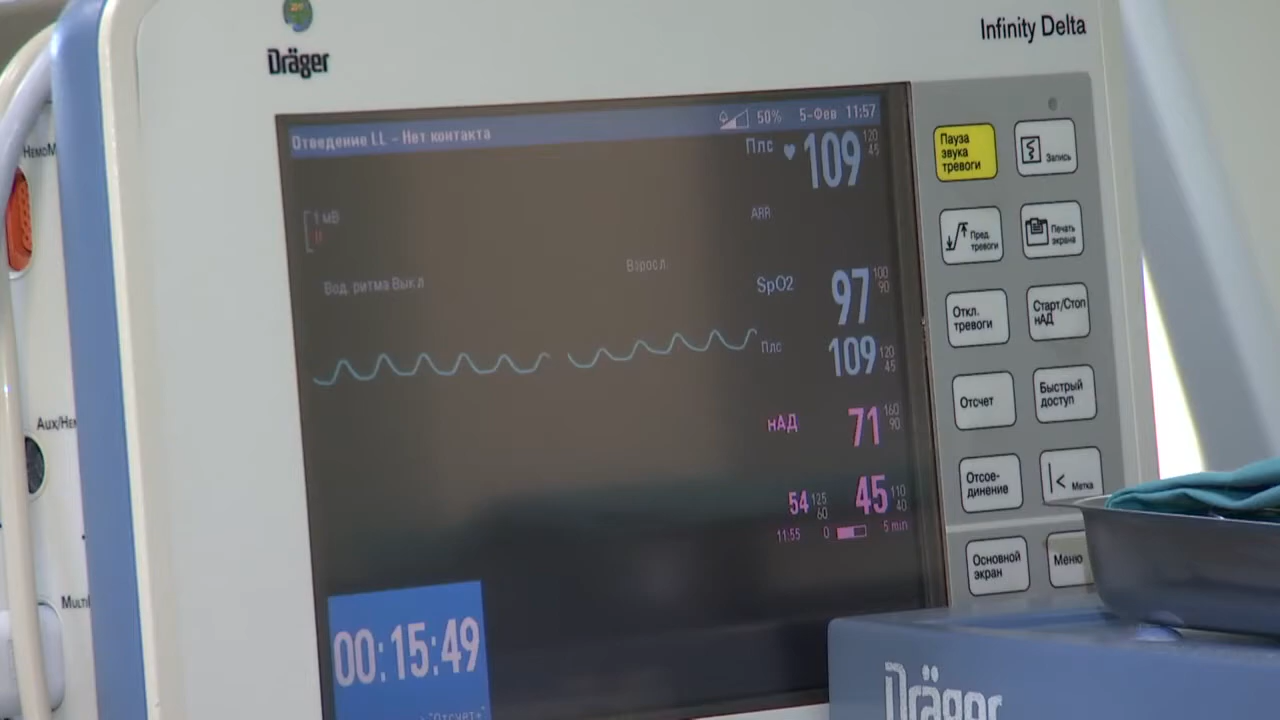 Dräger
Infinity Delta
Отведение LL - Нет контакта
50% 5-Фев 11:57
Плс 109 120 45
1 мВ
ARR
Взросл.
Вод. ритма Выкл
SpO2 97 100 90
Плс 109 120 45
нАД 71 160 90
54 125 60 45 110 40
11:55 0 5 min
00:15:49
"Отсчет"
Пауза
звука
тревоги
Запись
Пред.
тревоги
Печать
экрана
Откл.
тревоги
Старт/Стоп
нАД
Отсчет
Быстрый
доступ
Отсое-
динение
Метка
Основной
экран
Меню
Dräger